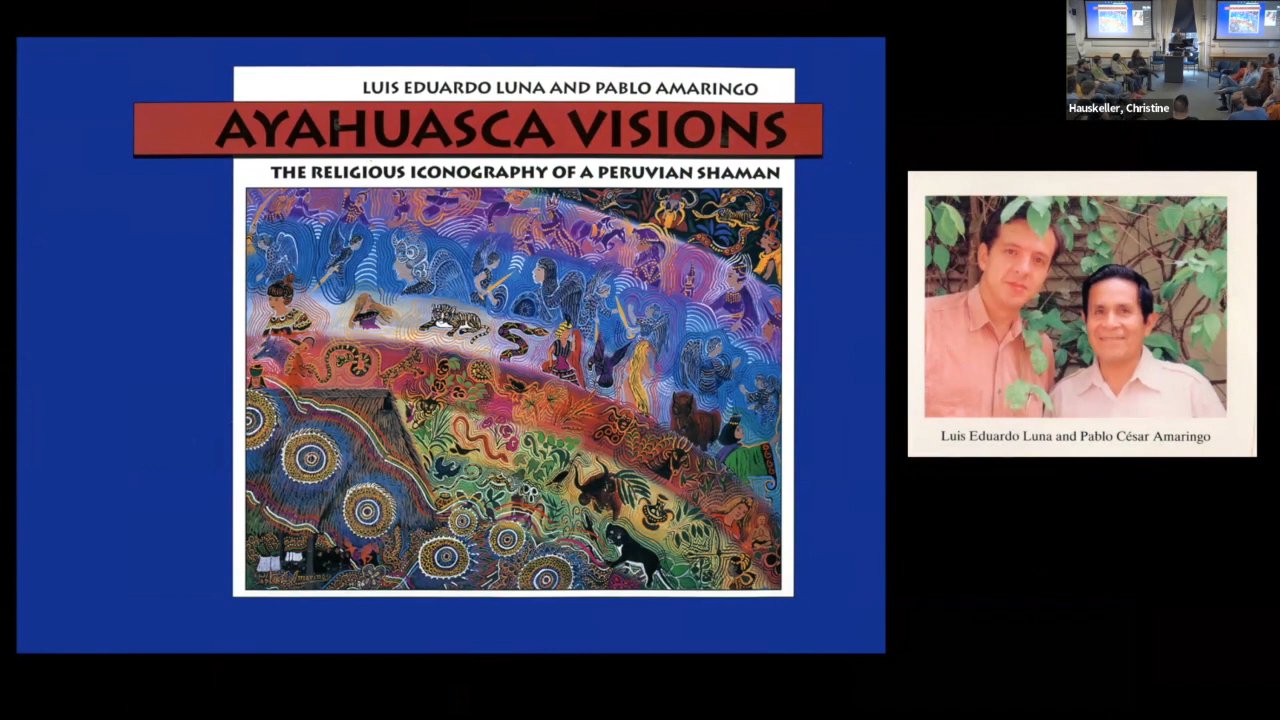 LUIS EDUARDO LUNA AND PABLO AMARINGO
AYAHUASCA VISIONS
THE RELIGIOUS ICONOGRAPHY OF A PERUVIAN SHAMAN
Hauskeller, Christine
Luis Eduardo Luna and Pablo César Amaringo